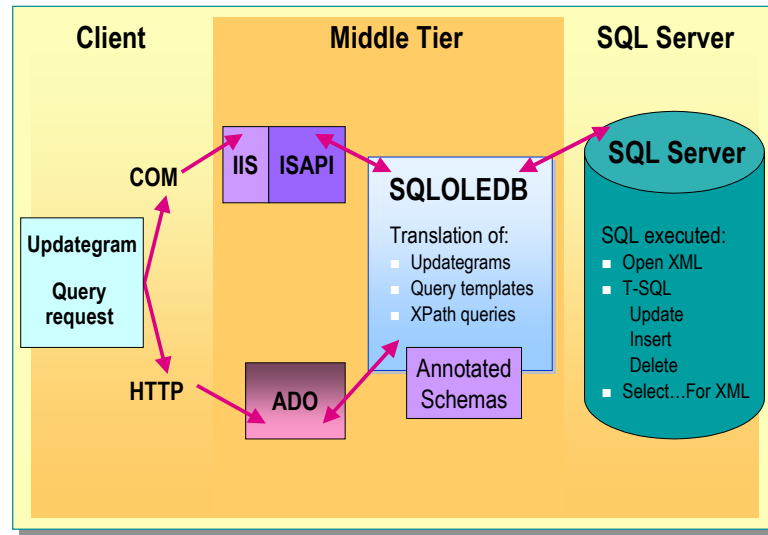 Client
Middle Tier
SQL Server
COM
IIS
ISAPI
Updategram
Query
request
HTTP
ADO
SQLOLEDB
Translation of:
Updategrams
Query templates
XPath queries
Annotated
Schemas
SQL Server
SQL executed:
Open XML
T-SQL
Update
Insert
Delete
Select…For XML